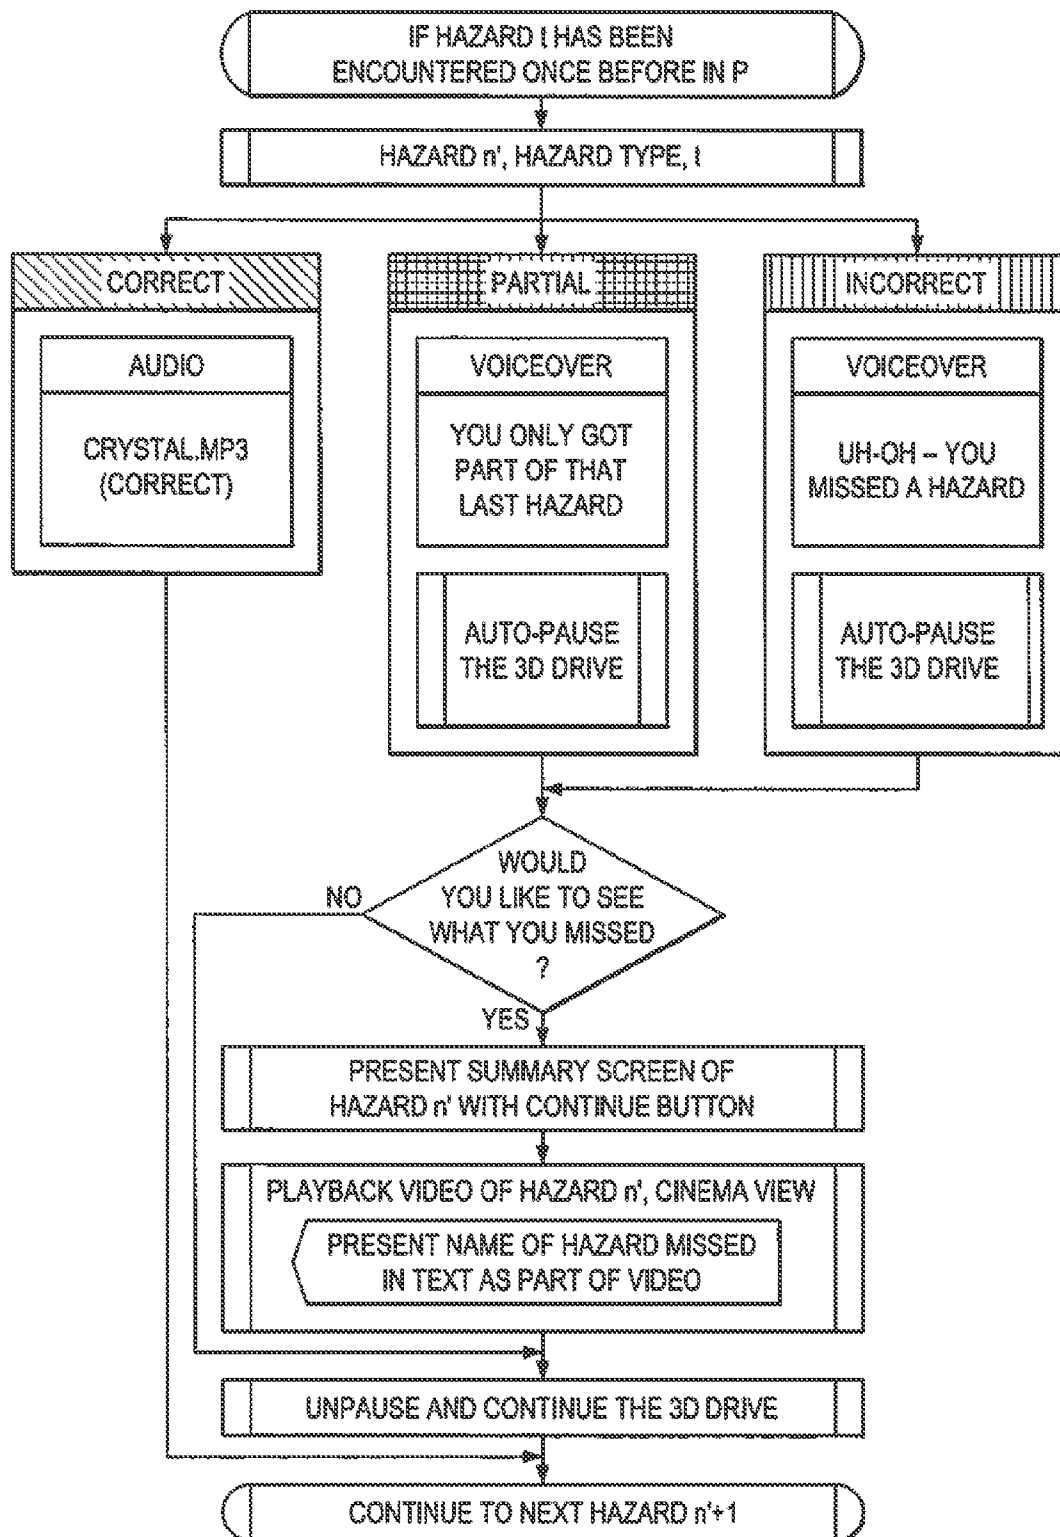 IF HAZARD t HAS BEEN
ENCOUNTERED ONCE BEFORE IN P
HAZARD n', HAZARD TYPE, t
CORRECT
AUDIO
CRYSTAL.MP3
(CORRECT)
PARTIAL
VOICEOVER
YOU ONLY GOT
PART OF THAT
LAST HAZARD
AUTO-PAUSE
THE 3D DRIVE
INCORRECT
VOICEOVER
UH-OH – YOU
MISSED A HAZARD
AUTO-PAUSE
THE 3D DRIVE
WOULD
YOU LIKE TO SEE
WHAT YOU MISSED
?
NO
YES
PRESENT SUMMARY SCREEN OF
HAZARD n' WITH CONTINUE BUTTON
PLAYBACK VIDEO OF HAZARD n', CINEMA VIEW
PRESENT NAME OF HAZARD MISSED
IN TEXT AS PART OF VIDEO
UNPAUSE AND CONTINUE THE 3D DRIVE
CONTINUE TO NEXT HAZARD n'+1